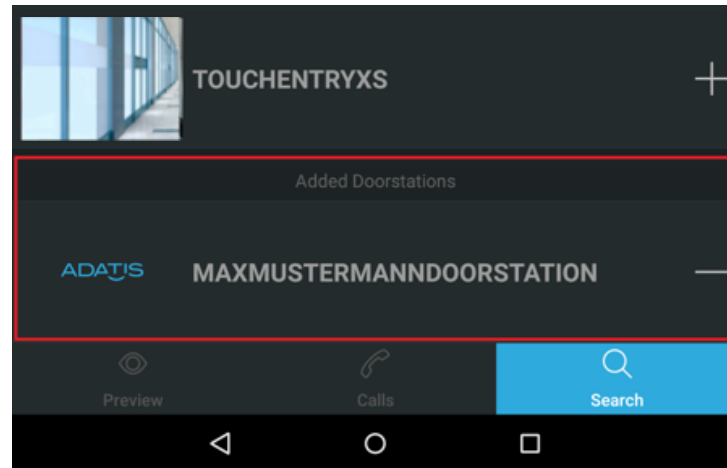 TOUCHENTRYXS
Added Doorstations
ADATIS
MAXMUSTERMANNDOORSTATION
Preview
Calls
Search